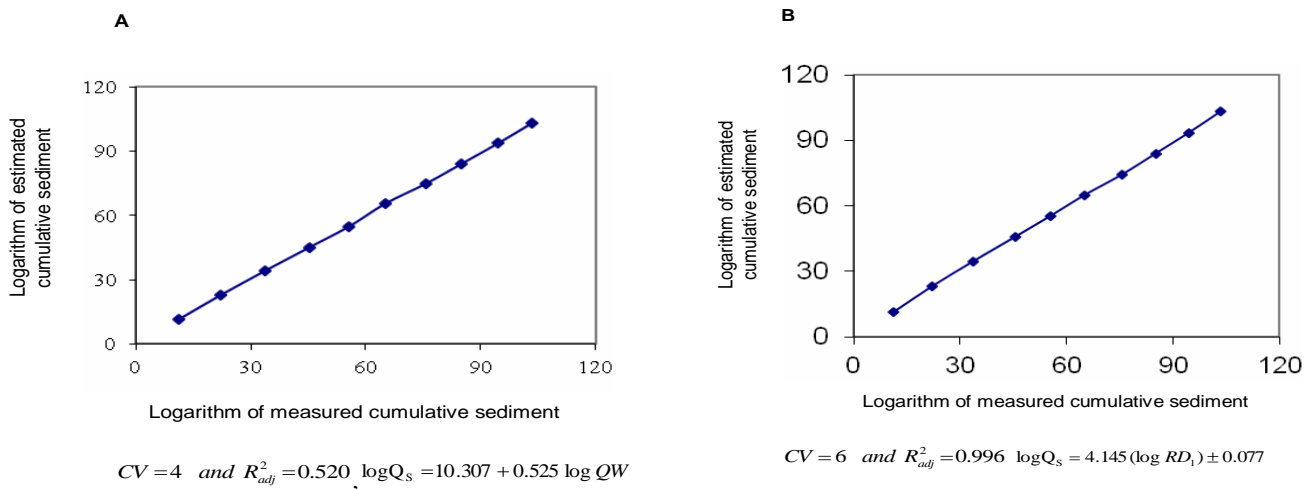 A
120
90
60
30
0
0 30 60 90 120
Logarithm of estimated
cumulative sediment
Logarithm of measured cumulative sediment
CV = 4 and R²adj = 0.520, logQs = 10.307 + 0.525 log QW
B
120
90
60
30
0
0 30 60 90 120
Logarithm of estimated
cumulative sediment
Logarithm of measured cumulative sediment
CV = 6 and R²adj = 0.996 logQs = 4.145 (log RD₁) ± 0.077